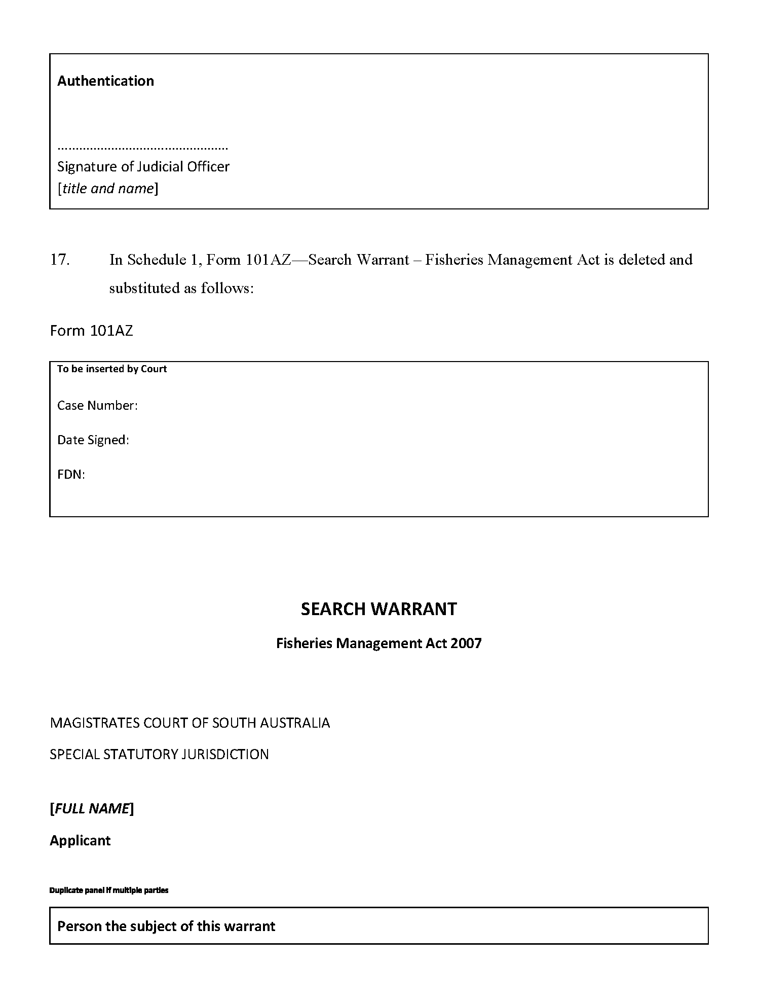 Authentication
................................................
Signature of Judicial Officer
[title and name]
17. In Schedule 1, Form 101AZ—Search Warrant – Fisheries Management Act is deleted and
substituted as follows:
Form 101AZ
To be inserted by Court
Case Number:
Date Signed:
FDN:
SEARCH WARRANT
Fisheries Management Act 2007
MAGISTRATES COURT OF SOUTH AUSTRALIA
SPECIAL STATUTORY JURISDICTION
[FULL NAME]
Applicant
Duplicate panel if multiple parties
Person the subject of this warrant